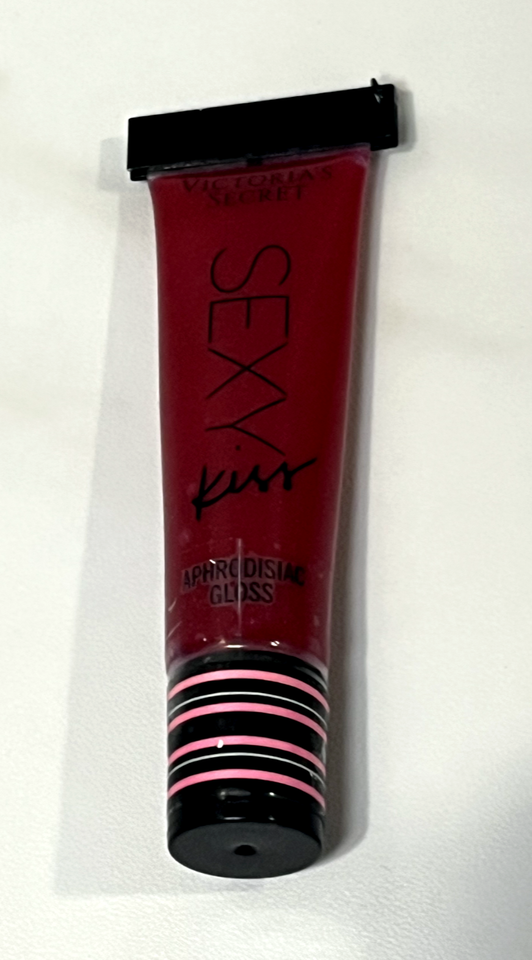 VICTORIA'S
SECRET
SEXY
Kiss
APHRODISIAC
GLOSS